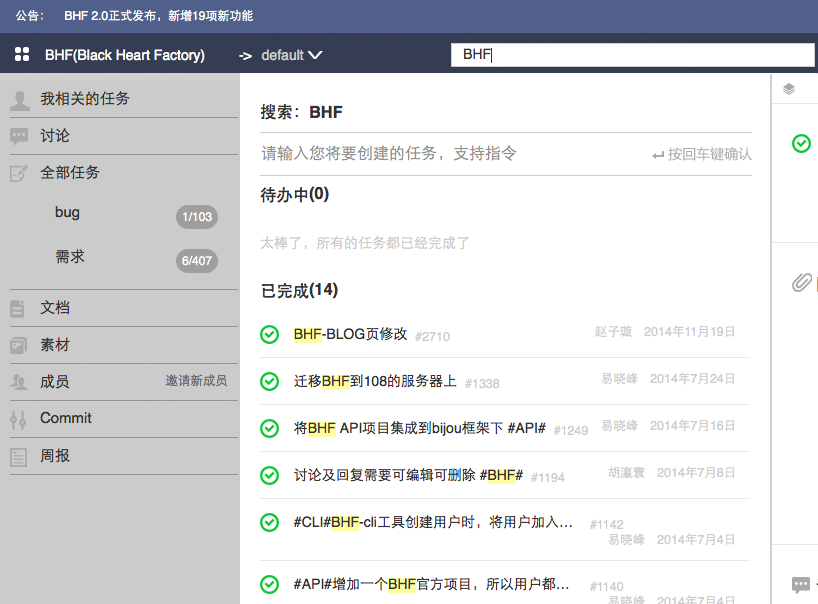 公告： BHF 2.0正式发布，新增19项新功能
BHF(Black Heart Factory) -> default
BHF
我相关的任务
讨论
全部任务
bug 1/103
需求 6/407
文档
素材
成员 邀请新成员
Commit
周报
搜索：BHF
请输入您将要创建的任务，支持指令 按回车键确认
待办中(0)
太棒了，所有的任务都已经完成了
已完成(14)
BHF-BLOG页修改 #2710 赵子璇 2014年11月19日
迁移BHF到108的服务器上 #1338 易晓峰 2014年7月24日
将BHF API项目集成到bijou框架下 #API# #1249 易晓峰 2014年7月16日
讨论及回复需要可编辑可删除 #BHF# #1194 胡瀛寰 2014年7月8日
#CLI#BHF-cli工具创建用户时，将用户加入... #1142
易晓峰 2014年7月4日
#API#增加一个BHF官方项目，所以用户都... #1140
易晓峰 2014年7月4日